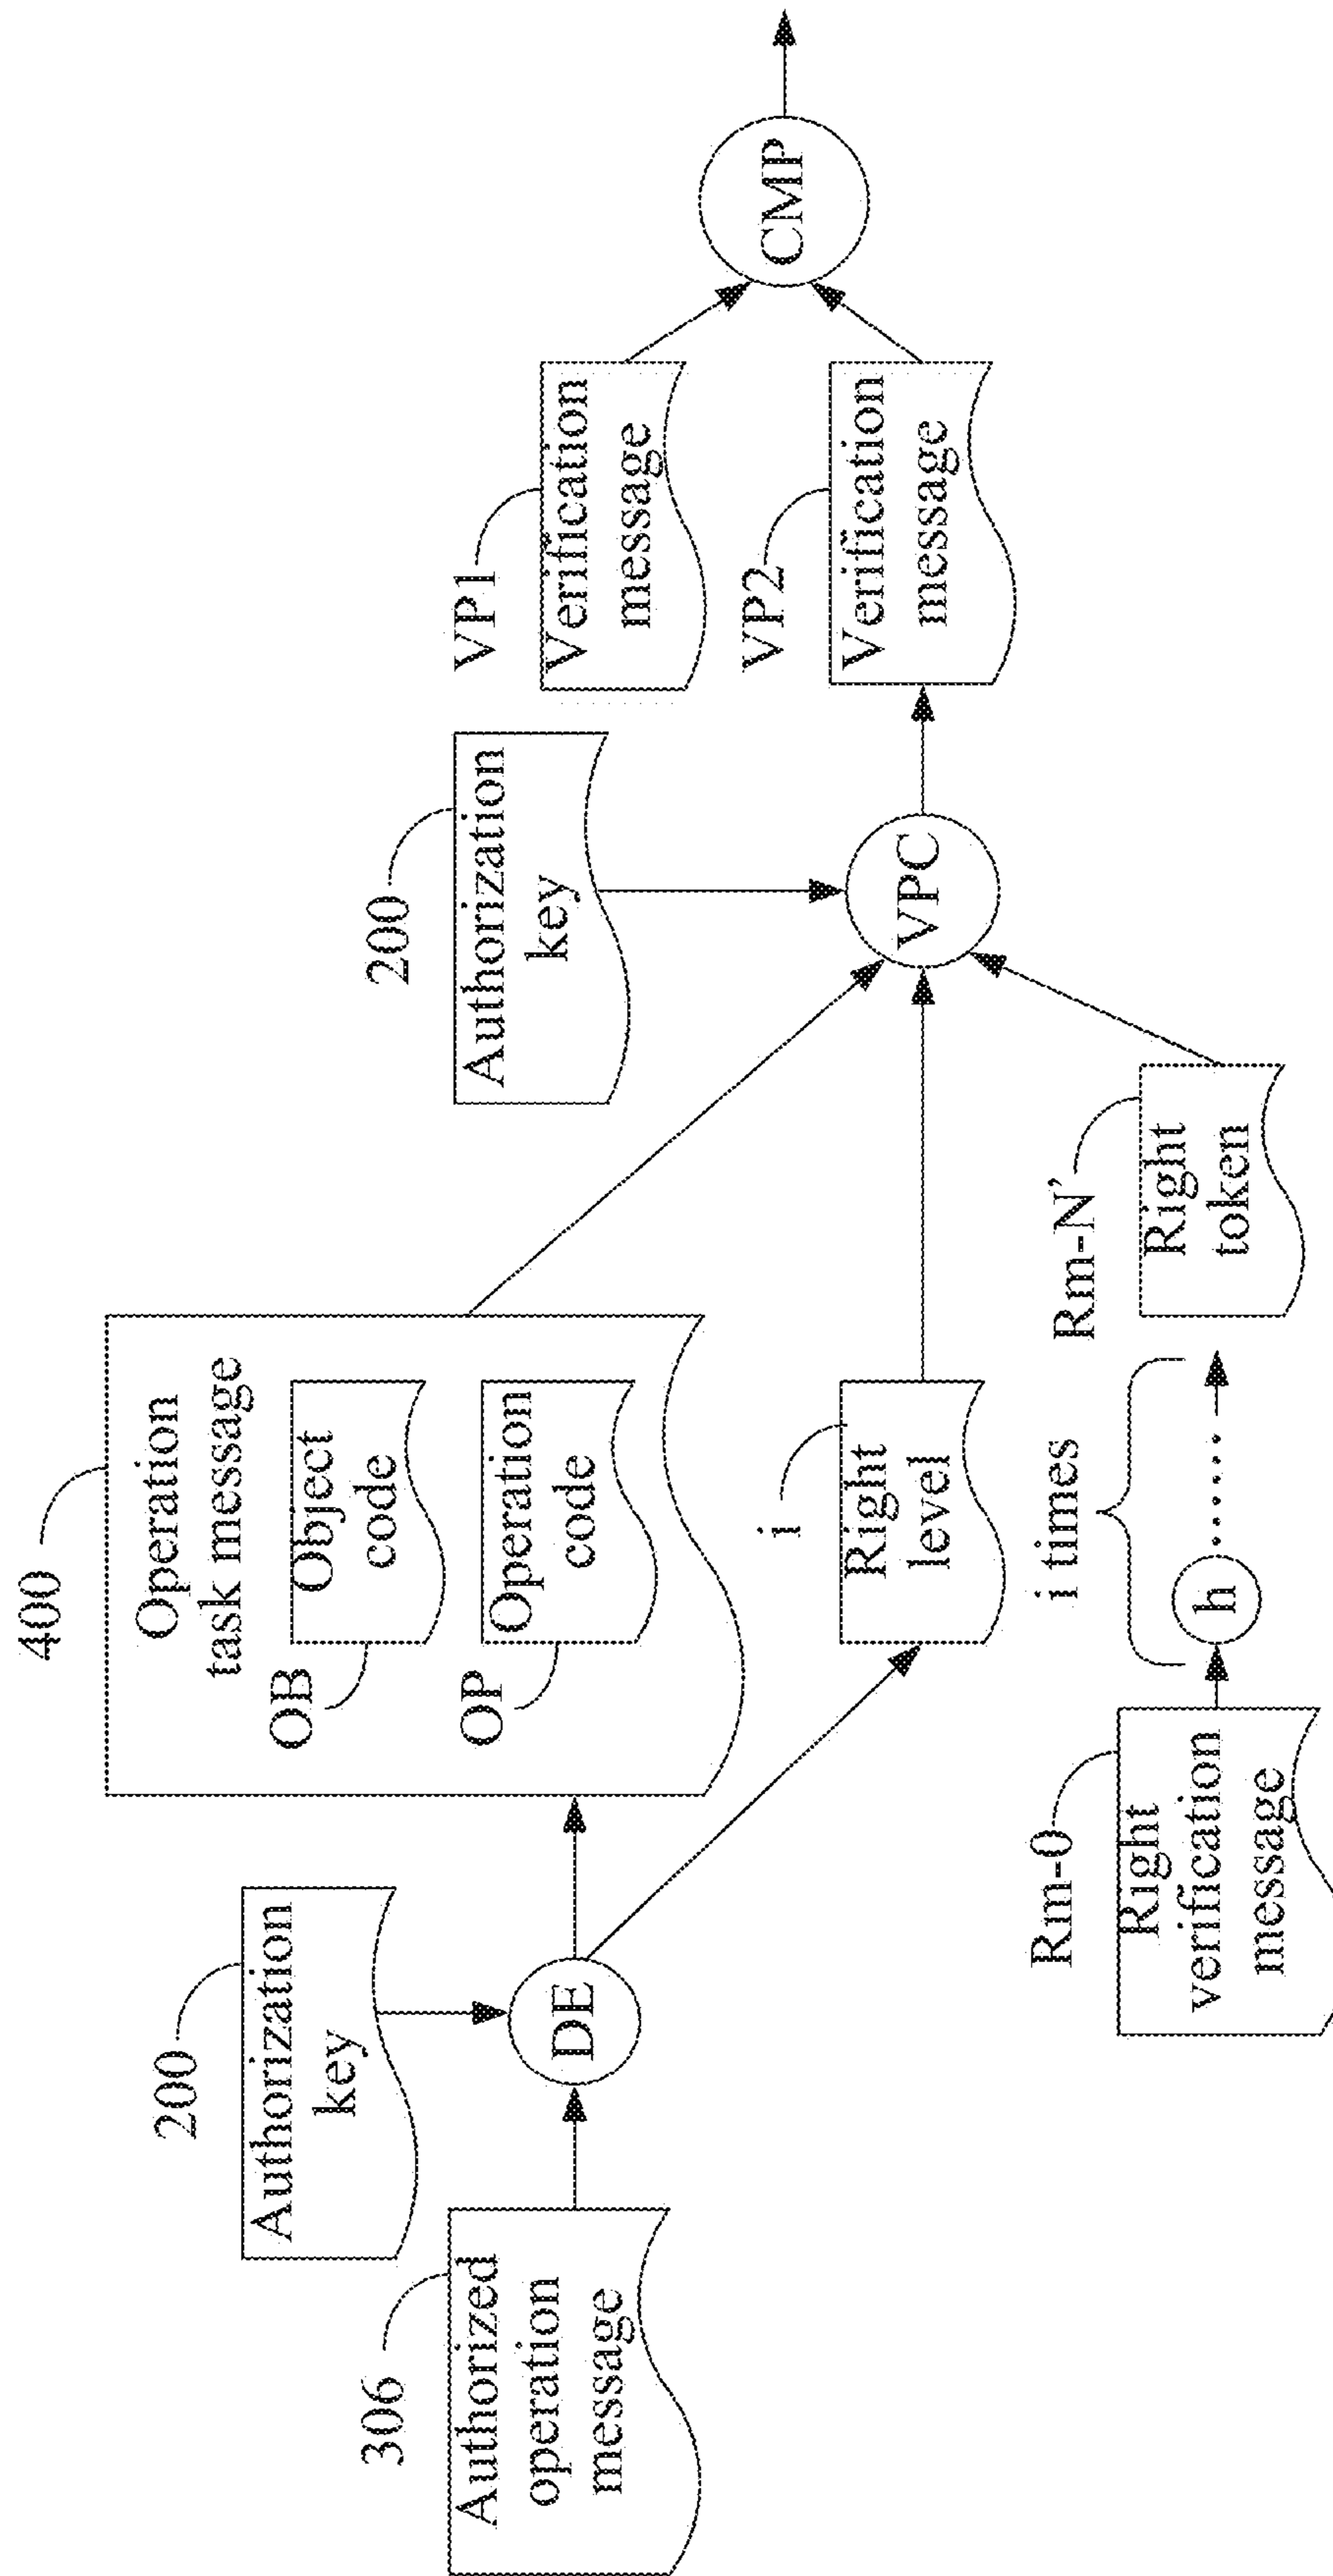 306
Authorized
operation
message
200
Authorization
key
DE
400
Operation
task message
OB
Object
code
OP
Operation
code
i
Right
level
Rm-0
Right
verification
message
h
......
i times
Rm-N'
Right
token
200
Authorization
key
VPC
VP1
Verification
message
VP2
Verification
message
CMP